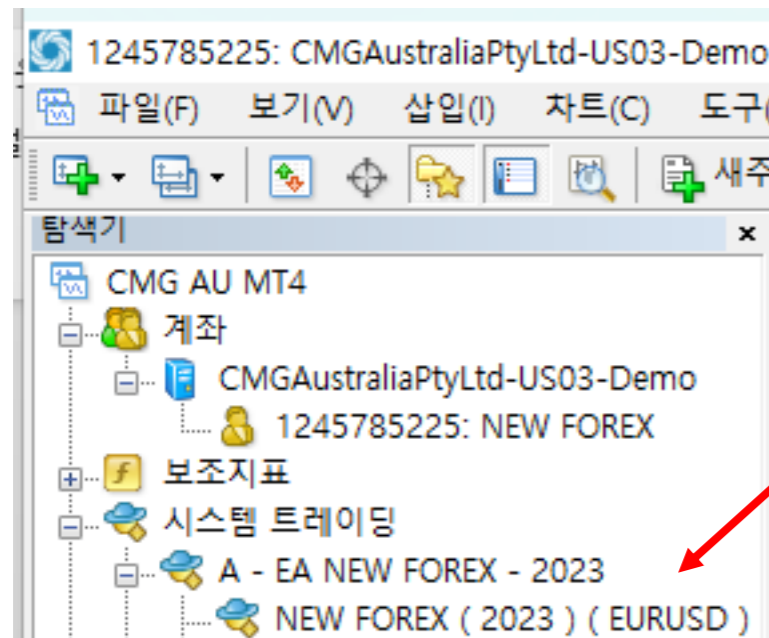 1245785225: CMGAustraliaPtyLtd-US03-Demo
파일(F) 보기(V) 삽입(I) 차트(C) 도구(
새주
탐색기
CMG AU MT4
계좌
CMGAustraliaPtyLtd-US03-Demo
1245785225: NEW FOREX
보조지표
시스템 트레이딩
A - EA NEW FOREX - 2023
NEW FOREX ( 2023 ) ( EURUSD )